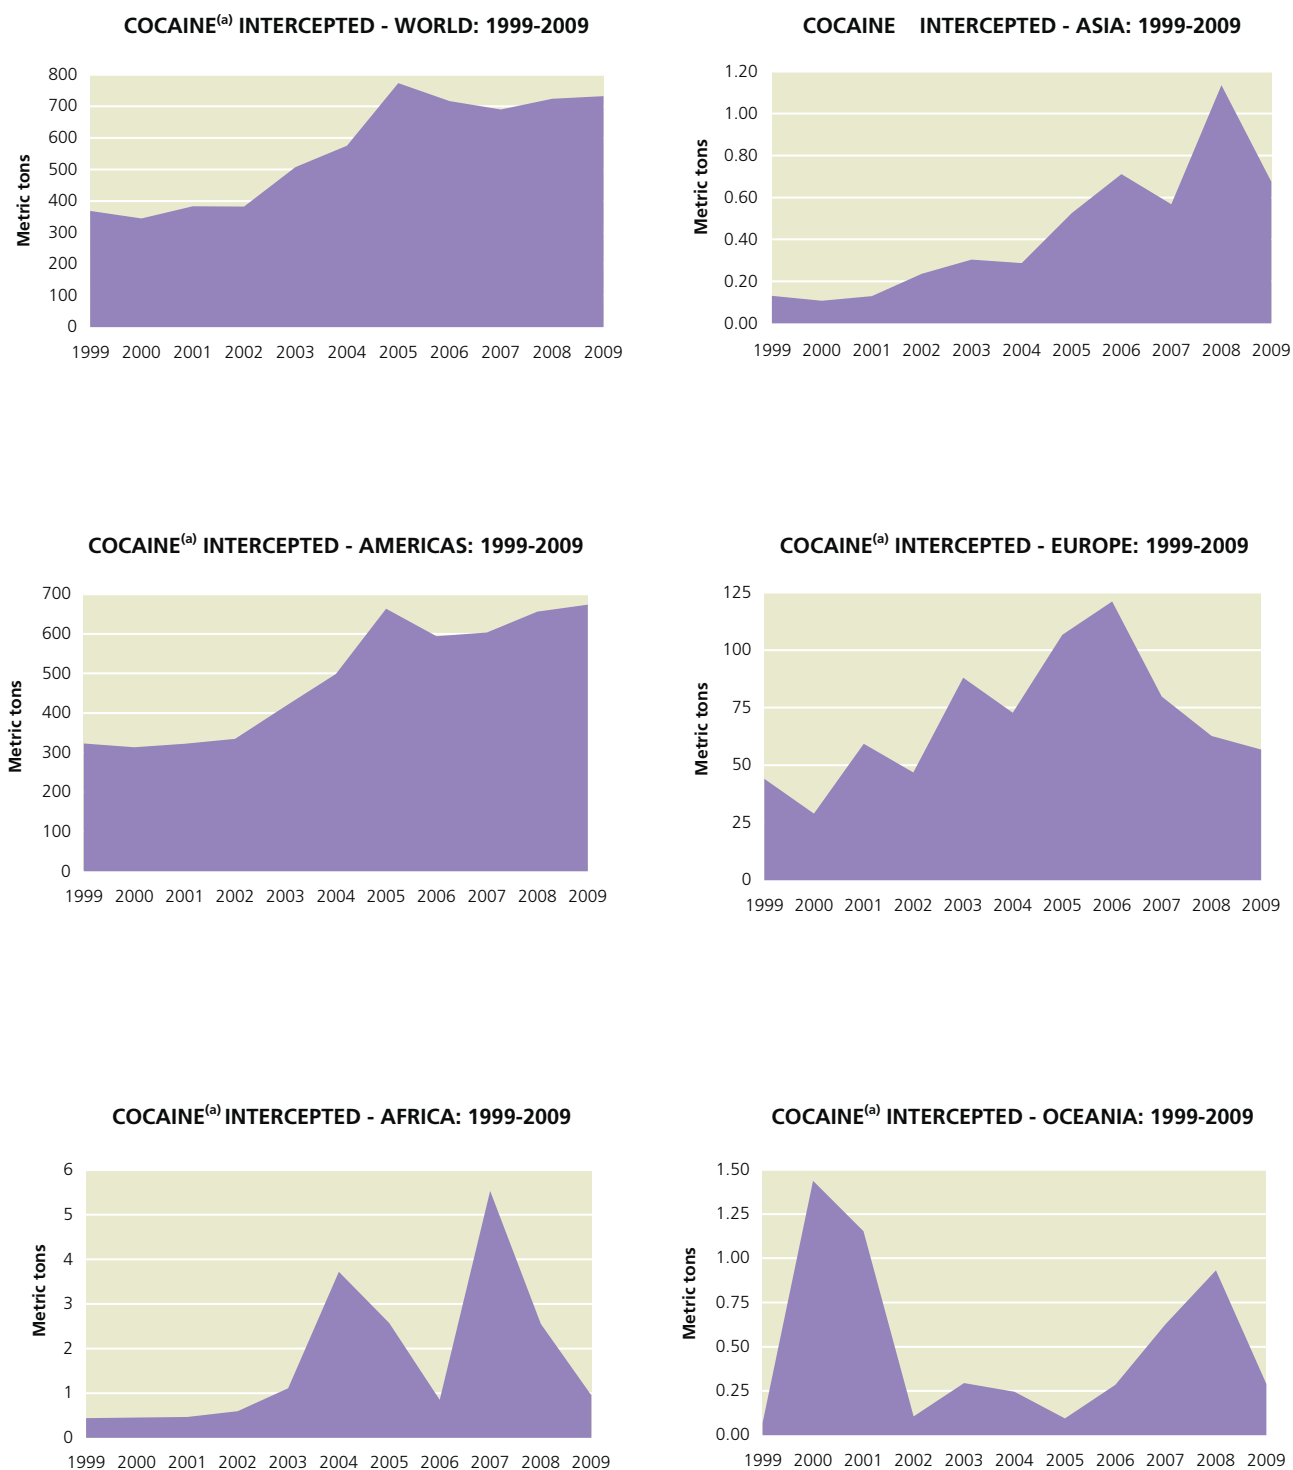 COCAINE(a) INTERCEPTED - WORLD: 1999-2009
800
700
600
500
400
300
200
100
0
Metric tons
1999 2000 2001 2002 2003 2004 2005 2006 2007 2008 2009
COCAINE INTERCEPTED - ASIA: 1999-2009
1.20
1.00
0.80
0.60
0.40
0.20
0.00
Metric tons
1999 2000 2001 2002 2003 2004 2005 2006 2007 2008 2009
COCAINE(a) INTERCEPTED - AMERICAS: 1999-2009
700
600
500
400
300
200
100
0
Metric tons
1999 2000 2001 2002 2003 2004 2005 2006 2007 2008 2009
COCAINE(a) INTERCEPTED - EUROPE: 1999-2009
125
100
75
50
25
0
Metric tons
1999 2000 2001 2002 2003 2004 2005 2006 2007 2008 2009
COCAINE(a) INTERCEPTED - AFRICA: 1999-2009
6
5
4
3
2
1
0
Metric tons
1999 2000 2001 2002 2003 2004 2005 2006 2007 2008 2009
COCAINE(a) INTERCEPTED - OCEANIA: 1999-2009
1.50
1.25
1.00
0.75
0.50
0.25
0.00
Metric tons
1999 2000 2001 2002 2003 2004 2005 2006 2007 2008 2009